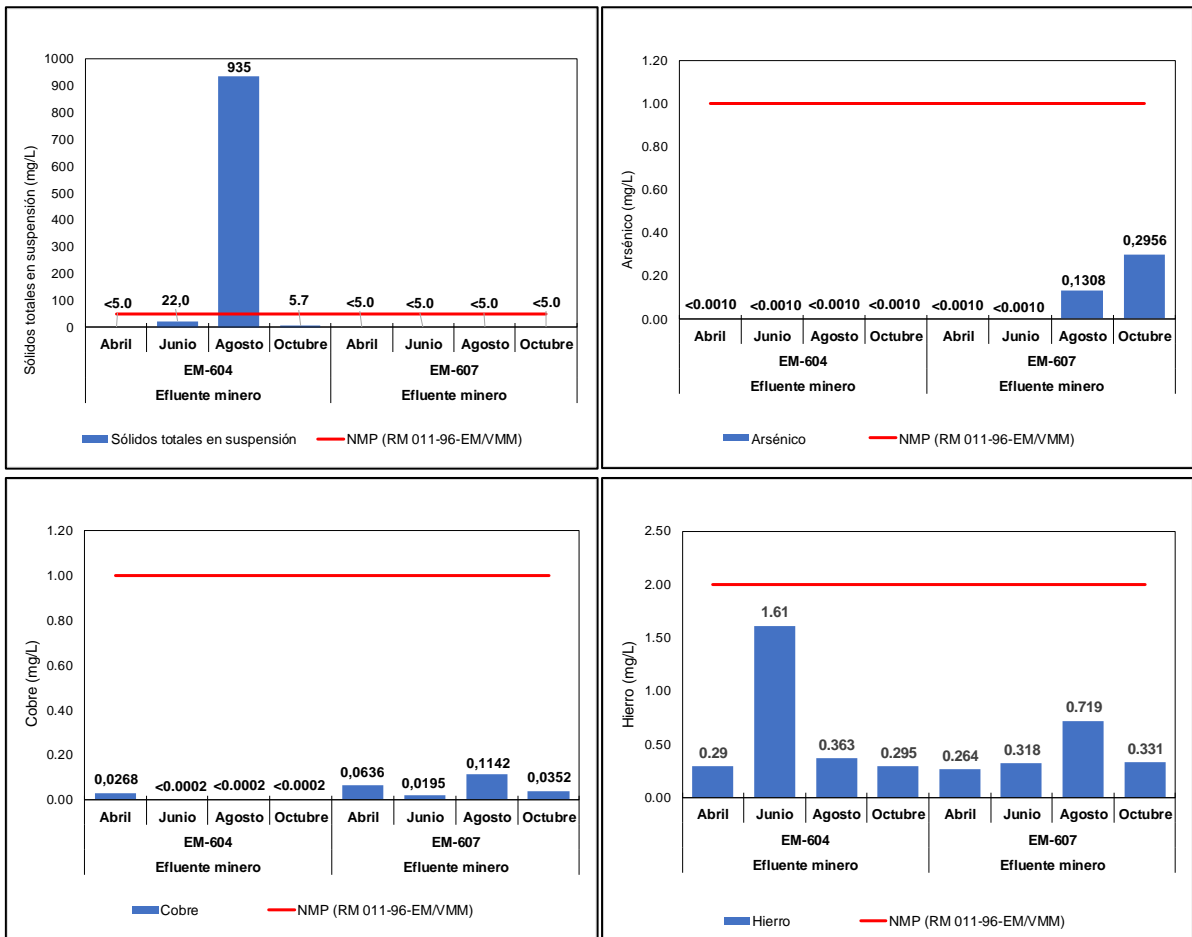 1000
900
800
700
600
500
400
300
200
100
0
Sólidos totales en suspensión (mg/L)
<5.0 22,0 935 5.7 <5.0 <5.0 <5.0 <5.0
Abril Junio Agosto Octubre Abril Junio Agosto Octubre
EM-604 EM-607
Efluente minero Efluente minero
Sólidos totales en suspensión NMP (RM 011-96-EM/VMM)
1.20
1.00
0.80
0.60
0.40
0.20
0.00
Arsénico (mg/L)
<0.0010 <0.0010 <0.0010 <0.0010 <0.0010 <0.0010 0,1308 0,2956
Abril Junio Agosto Octubre Abril Junio Agosto Octubre
EM-604 EM-607
Efluente minero Efluente minero
Arsénico NMP (RM 011-96-EM/VMM)
1.20
1.00
0.80
0.60
0.40
0.20
0.00
Cobre (mg/L)
0,0268 <0.0002 <0.0002 <0.0002 0,0636 0,0195 0,1142 0,0352
Abril Junio Agosto Octubre Abril Junio Agosto Octubre
EM-604 EM-607
Efluente minero Efluente minero
Cobre NMP (RM 011-96-EM/VMM)
2.50
2.00
1.50
1.00
0.50
0.00
Hierro (mg/L)
0.29 1.61 0.363 0.295 0.264 0.318 0.719 0.331
Abril Junio Agosto Octubre Abril Junio Agosto Octubre
EM-604 EM-607
Efluente minero Efluente minero
Hierro NMP (RM 011-96-EM/VMM)